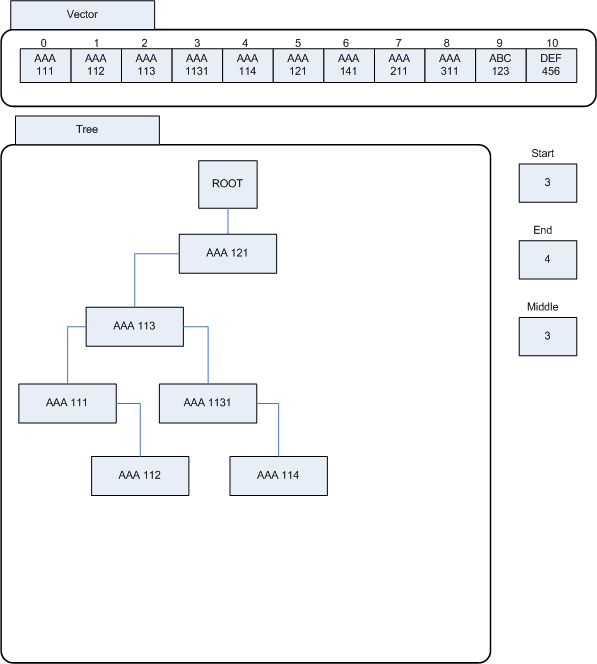 Vector
0 1 2 3 4 5 6 7 8 9 10
AAA AAA AAA AAA AAA AAA AAA AAA AAA ABC DEF
111 112 113 1131 114 121 141 211 311 123 456
Tree
Start
ROOT
3
End
AAA 121
4
Middle
AAA 113
3
AAA 111
AAA 1131
AAA 112
AAA 114